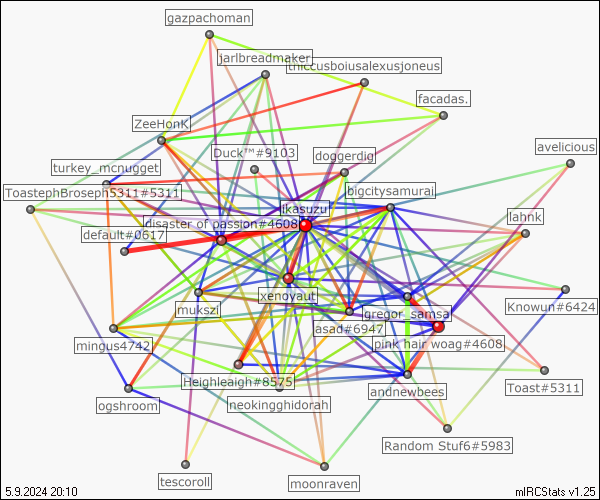 gazpachoman
jarlbreadmaker
thiccusboiusalexusjoneus
facadas.
ZeeHonK
Duck™#9103
doggerdig
avelicious
turkey_mcnugget
ToastephBroseph5311#5311
bigcitysamurai
ikasuzu
lahnk
disaster of passion#4608
default#0617
xenoyaut
mukszi
Knowun#6424
gregor_samsa
asad#6947
mingus4742
pink hair woag#4608
Heighleaigh#8575
Toast#5311
andnewbees
ogshroom
neokingghidorah
Random Stuf6#5983
tescoroll
moonraven
5.9.2024 20:10
mIRCStats v1.25